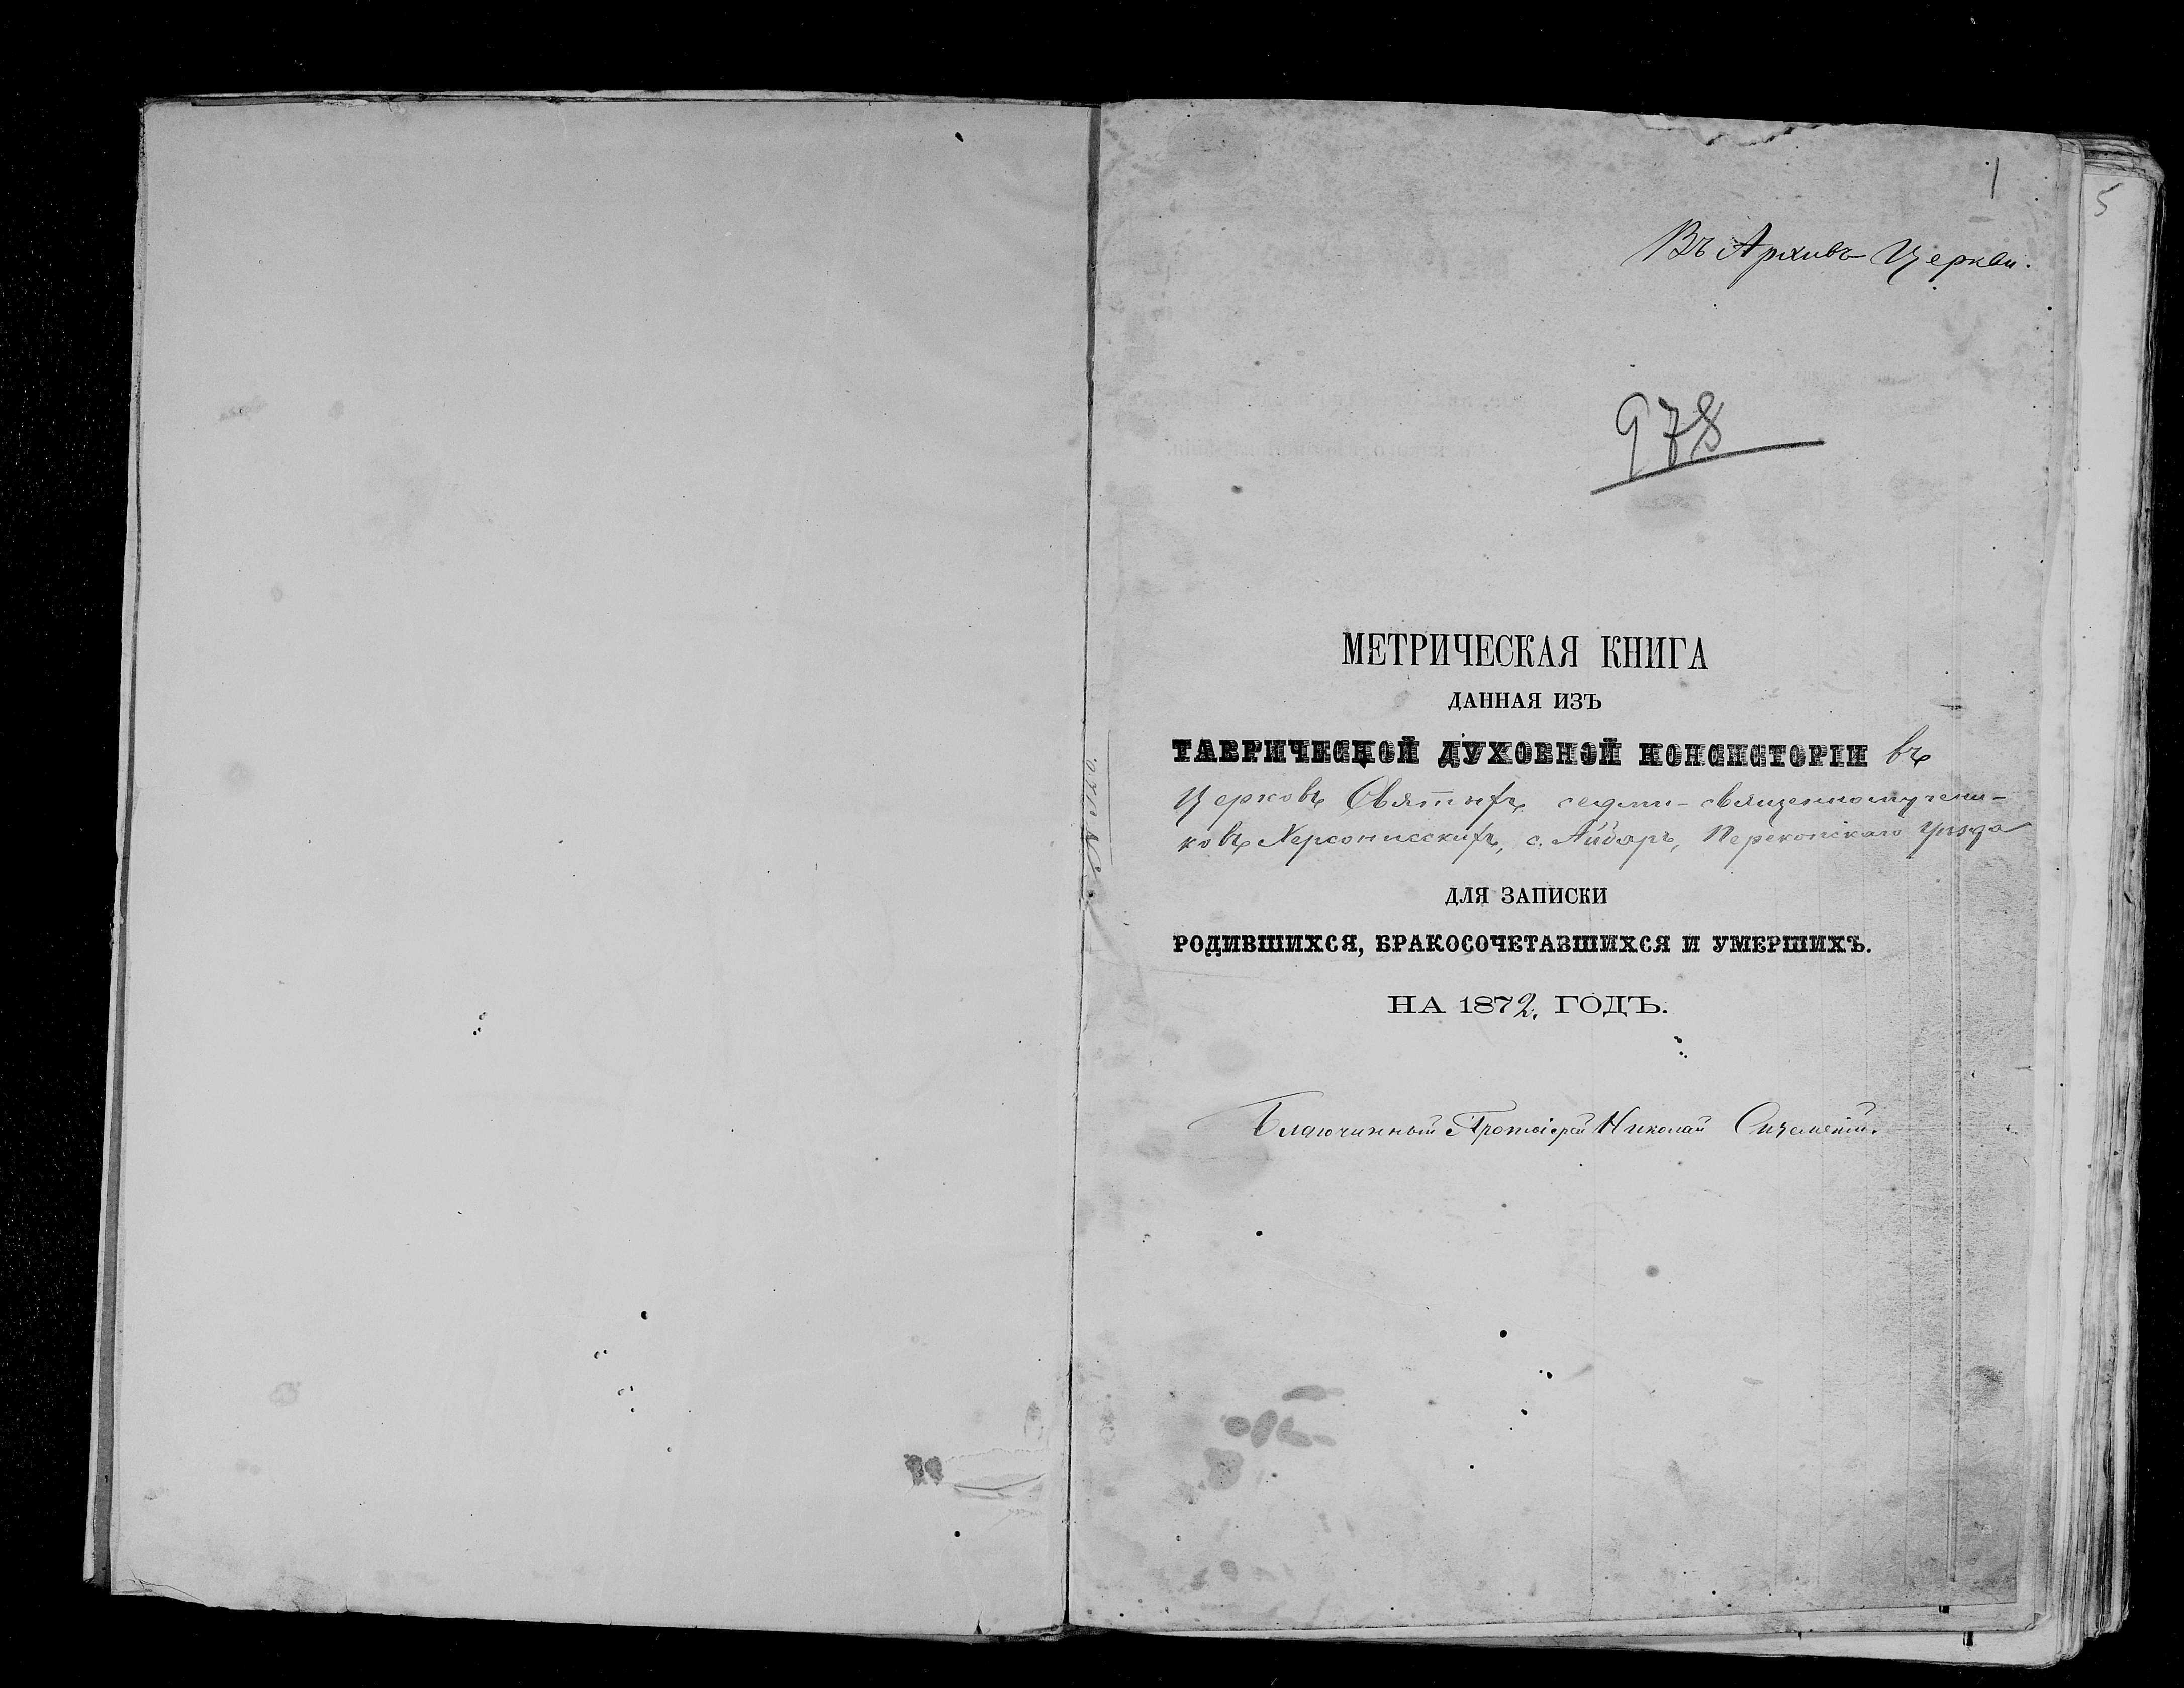 1
5
Въ Архивъ Церкви.
978
МЕТРИЧЕСКАЯ КНИГА
ДАННАЯ ИЗЪ
ТАВРИЧЕСКОЙ ДУХОВНОЙ КОНСИСТОРІИ въ
Церковь Святыхъ седми-священномучени-
ковъ Херсонисскихъ, с. Айбаръ, Перекопскаго Уѣзда
ДЛЯ ЗАПИСКИ
РОДИВШИХСЯ, БРАКОСОЧЕТАВШИХСЯ И УМЕРШИХЪ.
НА 1872. ГОДЪ.
Благочинный Протоіерей Николай